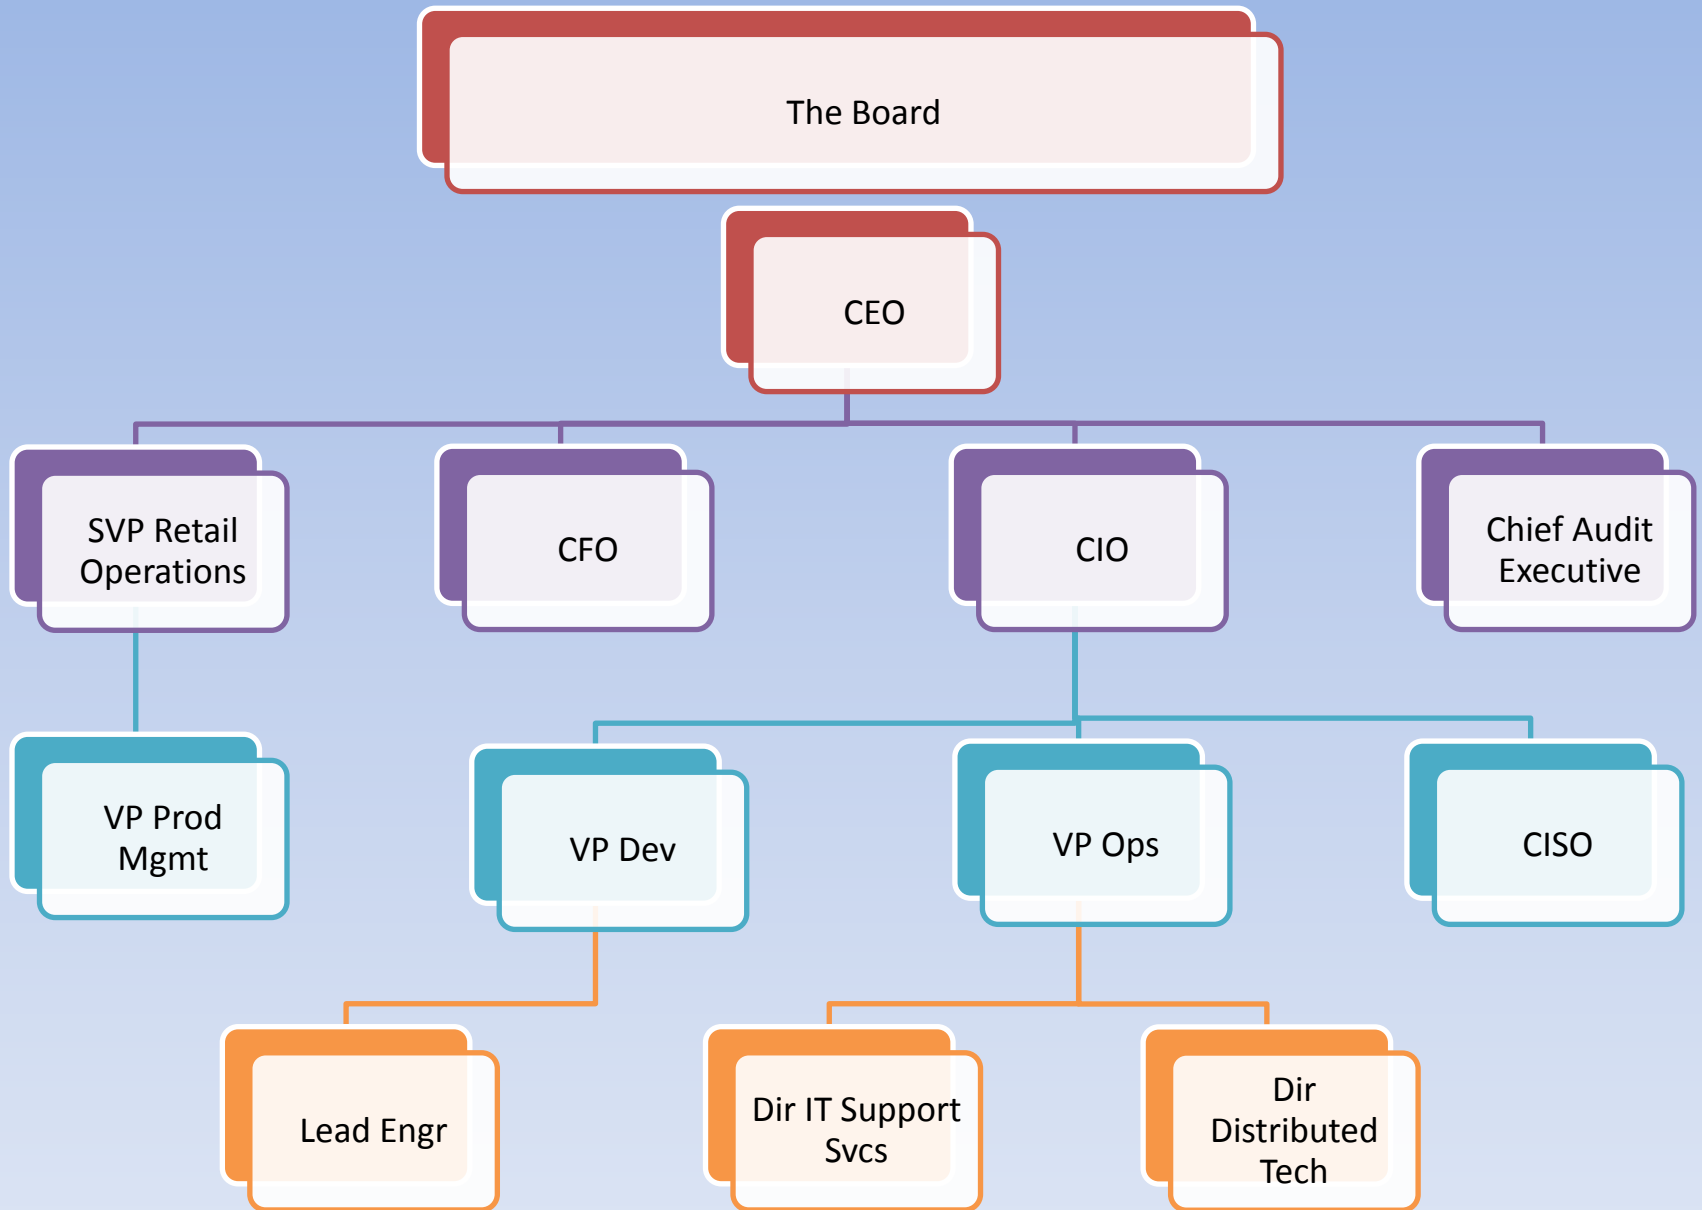 The Board
CEO
SVP Retail
Operations
CFO
CIO
Chief Audit
Executive
VP Prod
Mgmt
VP Dev
VP Ops
CISO
Lead Engr
Dir IT Support
Svcs
Dir
Distributed
Tech